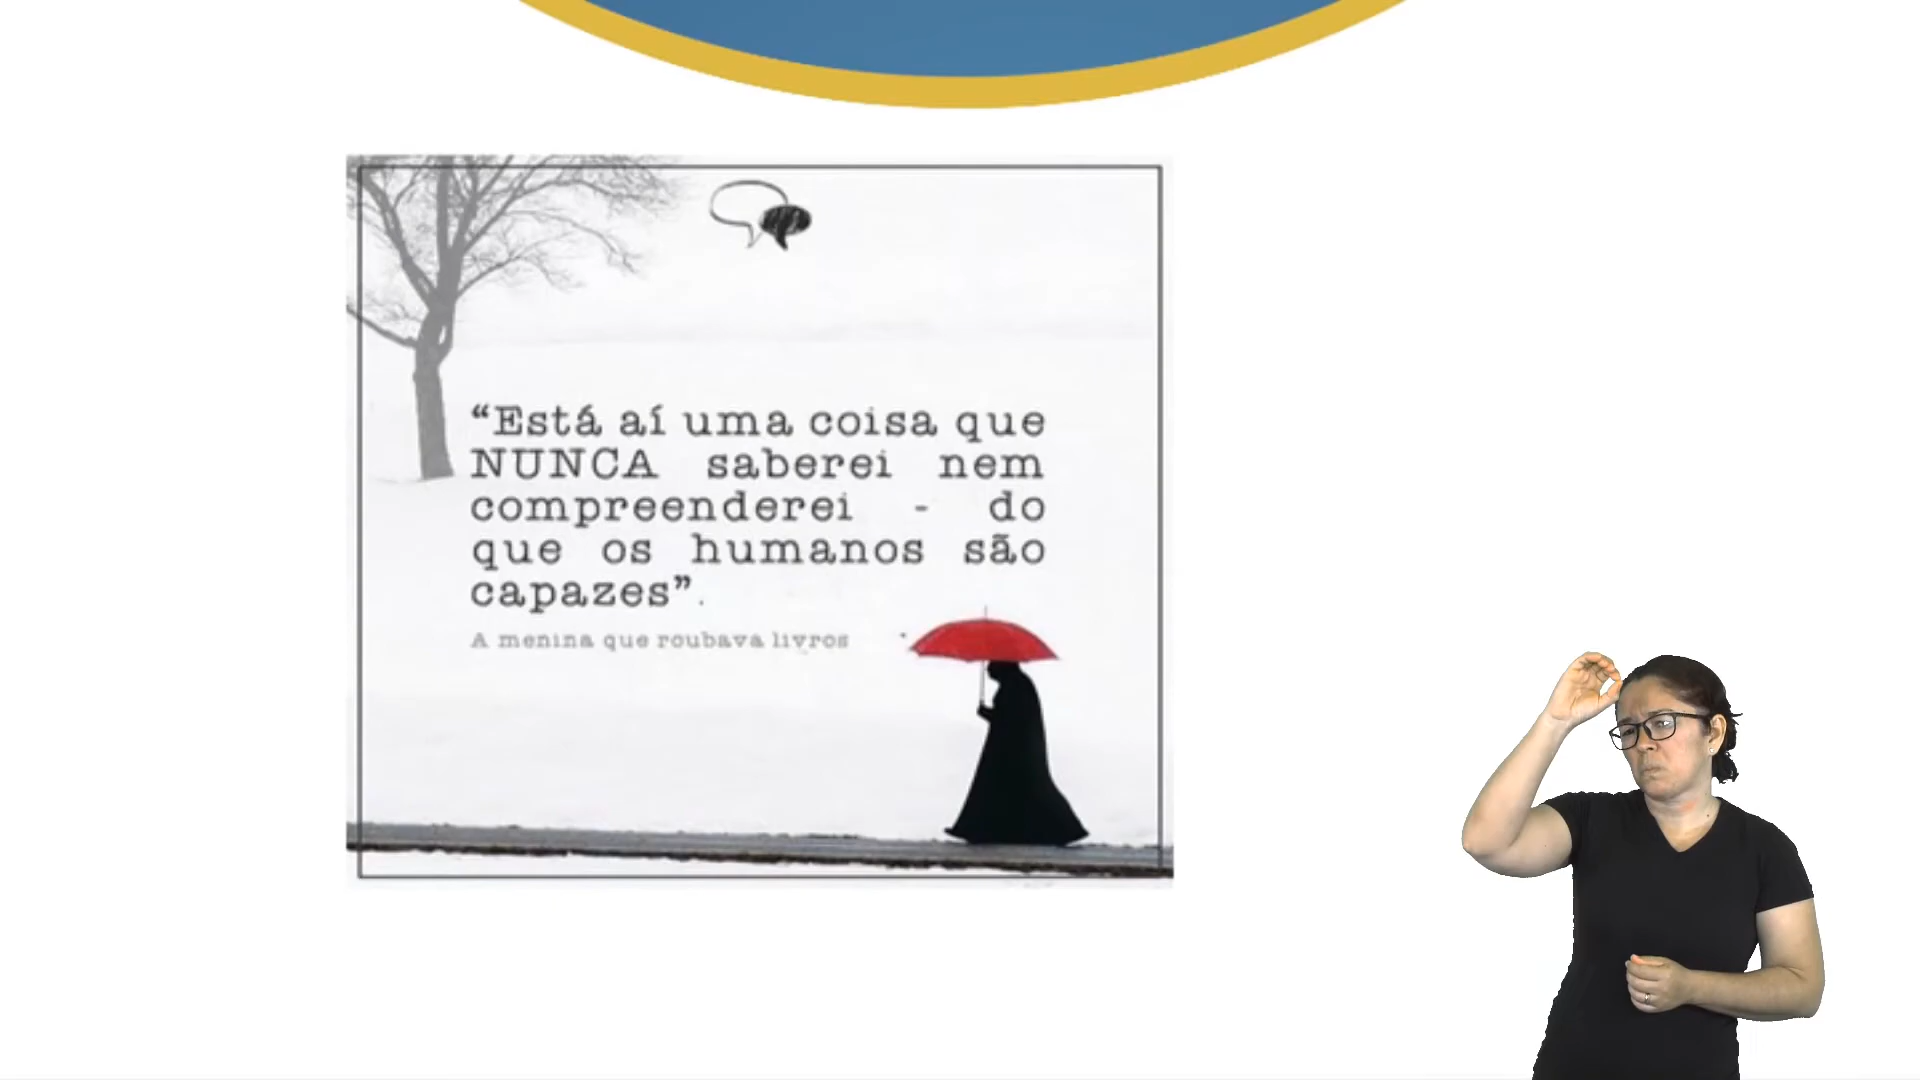 “Está aí uma coisa que
NUNCA saberei nem
compreenderei - do
que os humanos são
capazes”.
A menina que roubava livros